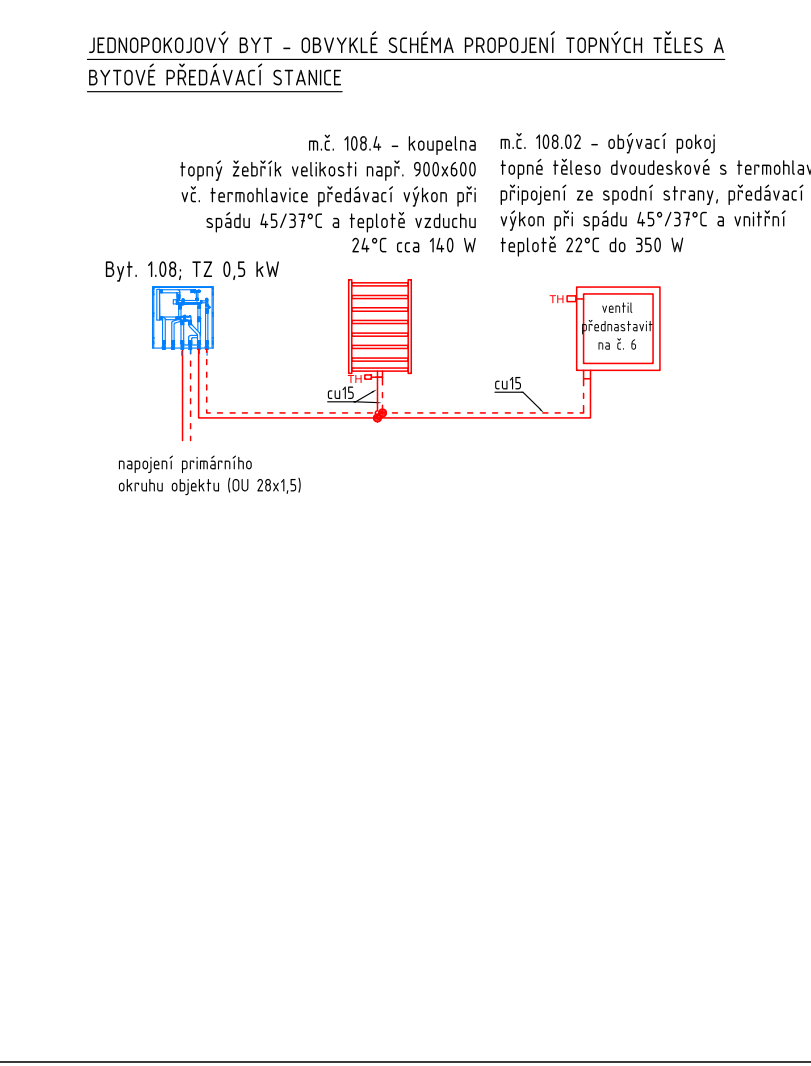 JEDNOPOKOJOVÝ BYT - OBVYKLÉ SCHÉMA PROPOJENÍ TOPNÝCH TĚLES A
BYTOVÉ PŘEDÁVACÍ STANICE
m.č. 108.4 - koupelna
topný žebřík velikosti např. 900x600
vč. termohlavice předávací výkon při
spádu 45/37°C a teplotě vzduchu
24°C cca 140 W
m.č. 108.02 - obývací pokoj
topné těleso dvoudeskové s termohlav
připojení ze spodní strany, předávací
výkon při spádu 45°/37°C a vnitřní
teplotě 22°C do 350 W
Byt. 1.08; TZ 0,5 kW
TH
ventil
přednastavit
na č. 6
TH
cu15
cu15
napojení primárního
okruhu objektu (OU 28x1,5)